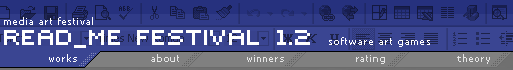 media art festival
READ_ME FESTIVAL 1.2 software art games
works about winners rating theory